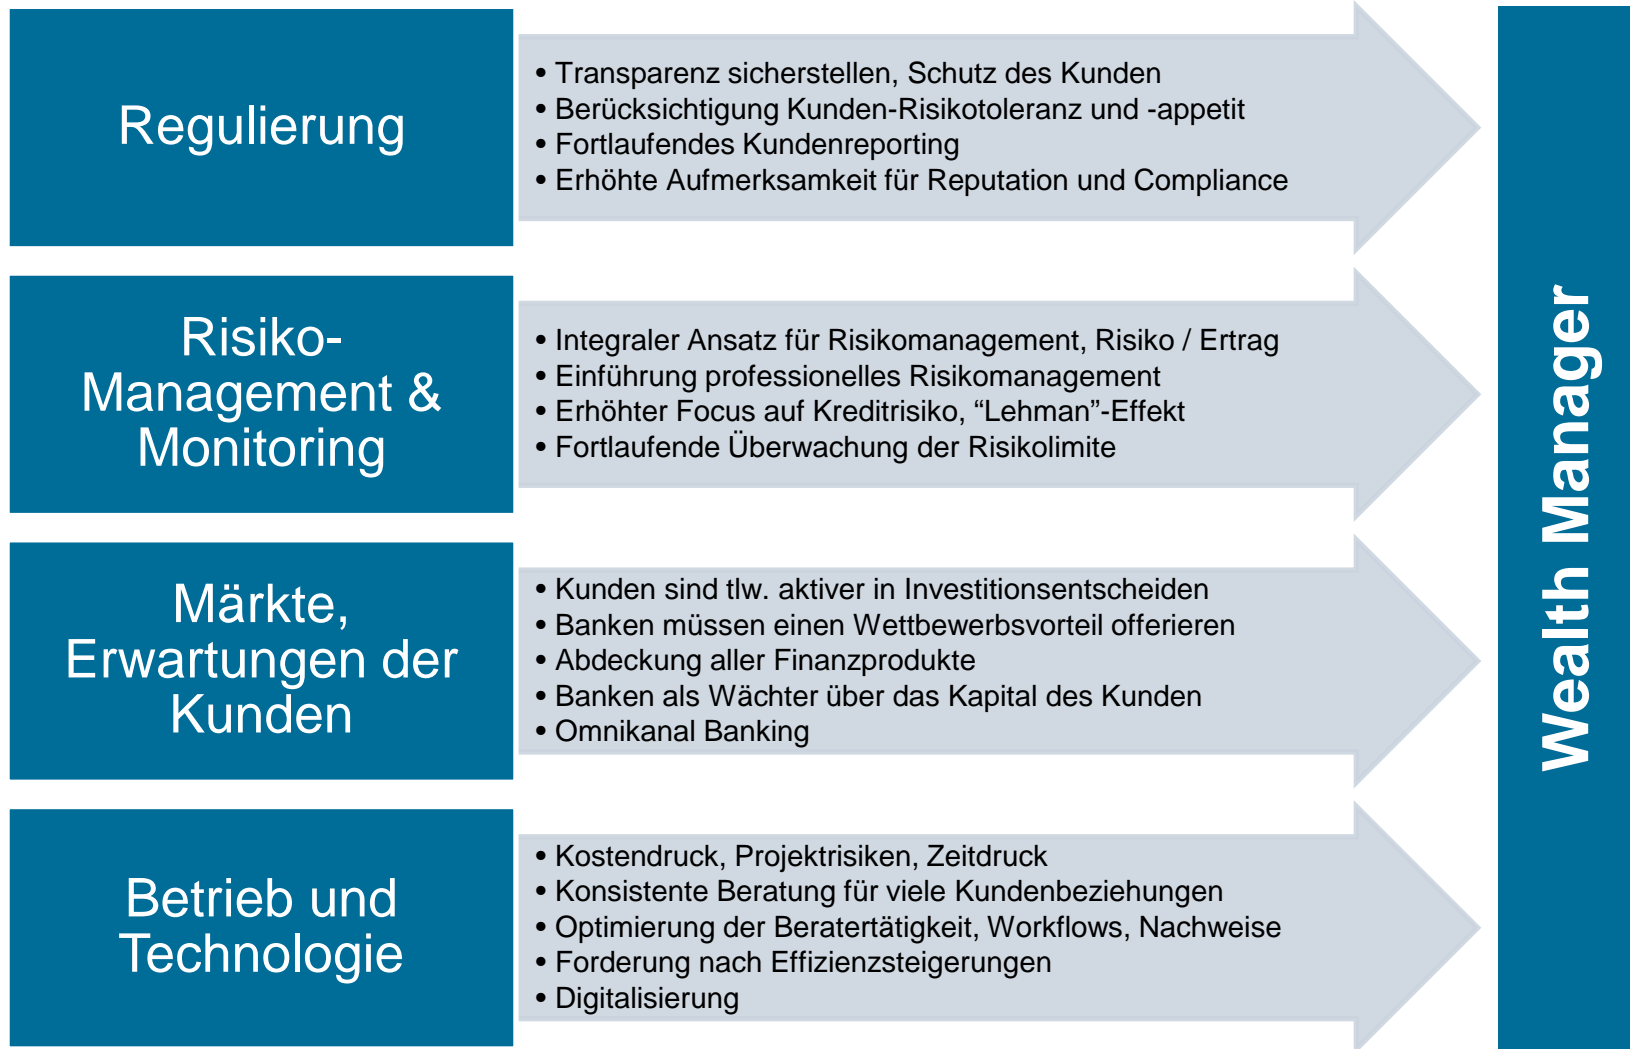 Regulierung
• Transparenz sicherstellen, Schutz des Kunden
• Berücksichtigung Kunden-Risikotoleranz und -appetit
• Fortlaufendes Kundenreporting
• Erhöhte Aufmerksamkeit für Reputation und Compliance
Risiko-
Management &
Monitoring
• Integraler Ansatz für Risikomanagement, Risiko / Ertrag
• Einführung professionelles Risikomanagement
• Erhöhter Focus auf Kreditrisiko, “Lehman”-Effekt
• Fortlaufende Überwachung der Risikolimite
Märkte,
Erwartungen der
Kunden
• Kunden sind tlw. aktiver in Investitionsentscheiden
• Banken müssen einen Wettbewerbsvorteil offerieren
• Abdeckung aller Finanzprodukte
• Banken als Wächter über das Kapital des Kunden
• Omnikanal Banking
Betrieb und
Technologie
• Kostendruck, Projektrisiken, Zeitdruck
• Konsistente Beratung für viele Kundenbeziehungen
• Optimierung der Beratertätigkeit, Workflows, Nachweise
• Forderung nach Effizienzsteigerungen
• Digitalisierung
Wealth Manager